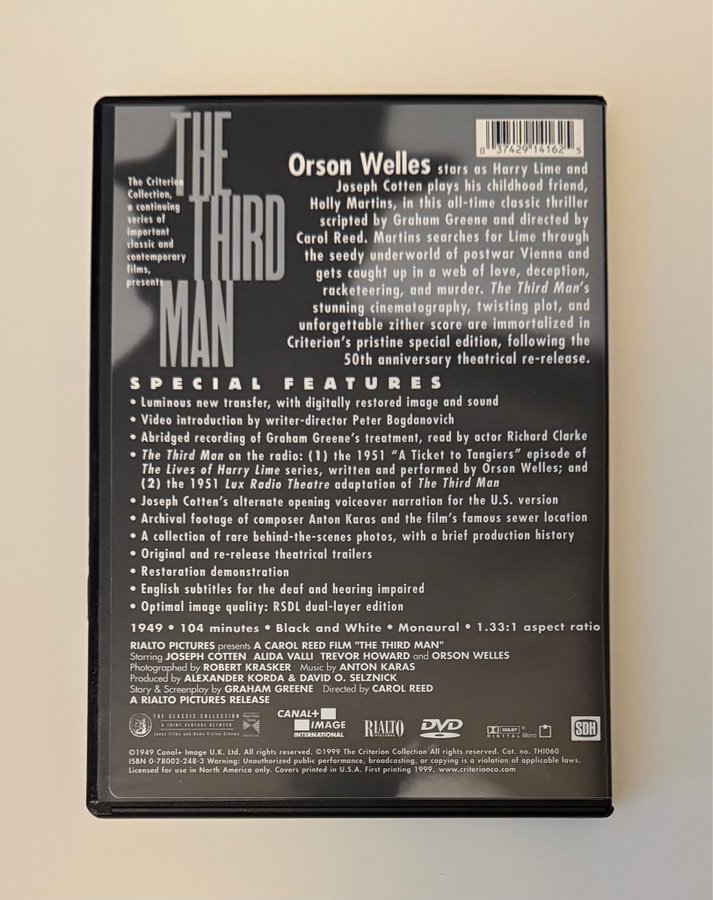 THE
THIRD
MAN
The Criterion
Collection,
a continuing
series of
important
classic and
contemporary
films,
presents
0 37429 14162 5
Orson Welles stars as Harry Lime and
Joseph Cotten plays his childhood friend,
Holly Martins, in this all-time classic thriller
scripted by Graham Greene and directed by
Carol Reed. Martins searches for Lime through
the seedy underworld of postwar Vienna and
gets caught up in a web of love, deception,
racketeering, and murder. The Third Man's
stunning cinematography, twisting plot, and
unforgettable zither score are immortalized in
Criterion's pristine special edition, following the
50th anniversary theatrical re-release.
SPECIAL FEATURES
• Luminous new transfer, with digitally restored image and sound
• Video introduction by writer-director Peter Bogdanovich
• Abridged recording of Graham Greene's treatment, read by actor Richard Clarke
• The Third Man on the radio: (1) the 1951 "A Ticket to Tangiers" episode of
The Lives of Harry Lime series, written and performed by Orson Welles; and
(2) the 1951 Lux Radio Theatre adaptation of The Third Man
• Joseph Cotten's alternate opening voiceover narration for the U.S. version
• Archival footage of composer Anton Karas and the film's famous sewer location
• A collection of rare behind-the-scenes photos, with a brief production history
• Original and re-release theatrical trailers
• Restoration demonstration
• English subtitles for the deaf and hearing impaired
• Optimal image quality: RSDL dual-layer edition
1949 • 104 minutes • Black and White • Monaural • 1.33:1 aspect ratio
RIALTO PICTURES presents A CAROL REED FILM "THE THIRD MAN"
Starring JOSEPH COTTEN ALIDA VALLI TREVOR HOWARD and ORSON WELLES
Photographed by ROBERT KRASKER Music by ANTON KARAS
Produced by ALEXANDER KORDA & DAVID O. SELZNICK
Story & Screenplay by GRAHAM GREENE Directed by CAROL REED
A RIALTO PICTURES RELEASE
THE CLASSIC COLLECTION
A JOINT VENTURE BETWEEN
Janus Films and Home Vision Cinema
CANAL+
IMAGE
INTERNATIONAL
RIALTO
PICTURES
DVD
DOLBY
DIGITAL Mono
SDH
©1949 Canal+ Image U.K. Ltd. All rights reserved. ©1999 The Criterion Collection All rights reserved. Cat. no. THI060
ISBN 0-78002-248-3 Warning: Unauthorized public performance, broadcasting, or copying is a violation of applicable laws.
Licensed for use in North America only. Covers printed in U.S.A. First printing 1999. www.criterionco.com